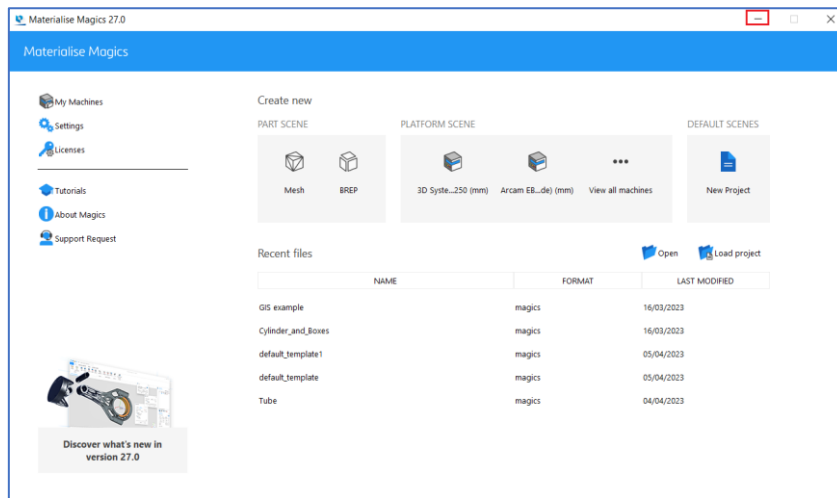 Materialise Magics 27.0
Materialise Magics
My Machines
Settings
Licenses
Tutorials
About Magics
Support Request
Discover what's new in
version 27.0
Create new
PART SCENE PLATFORM SCENE DEFAULT SCENES
Mesh BREP 3D Syste...250 (mm) Arcam EB...de) (mm) View all machines New Project
Recent files Open Load project
NAME FORMAT LAST MODIFIED
GIS example magics 16/03/2023
Cylinder_and_Boxes magics 16/03/2023
default_template1 magics 05/04/2023
default_template magics 05/04/2023
Tube magics 04/04/2023